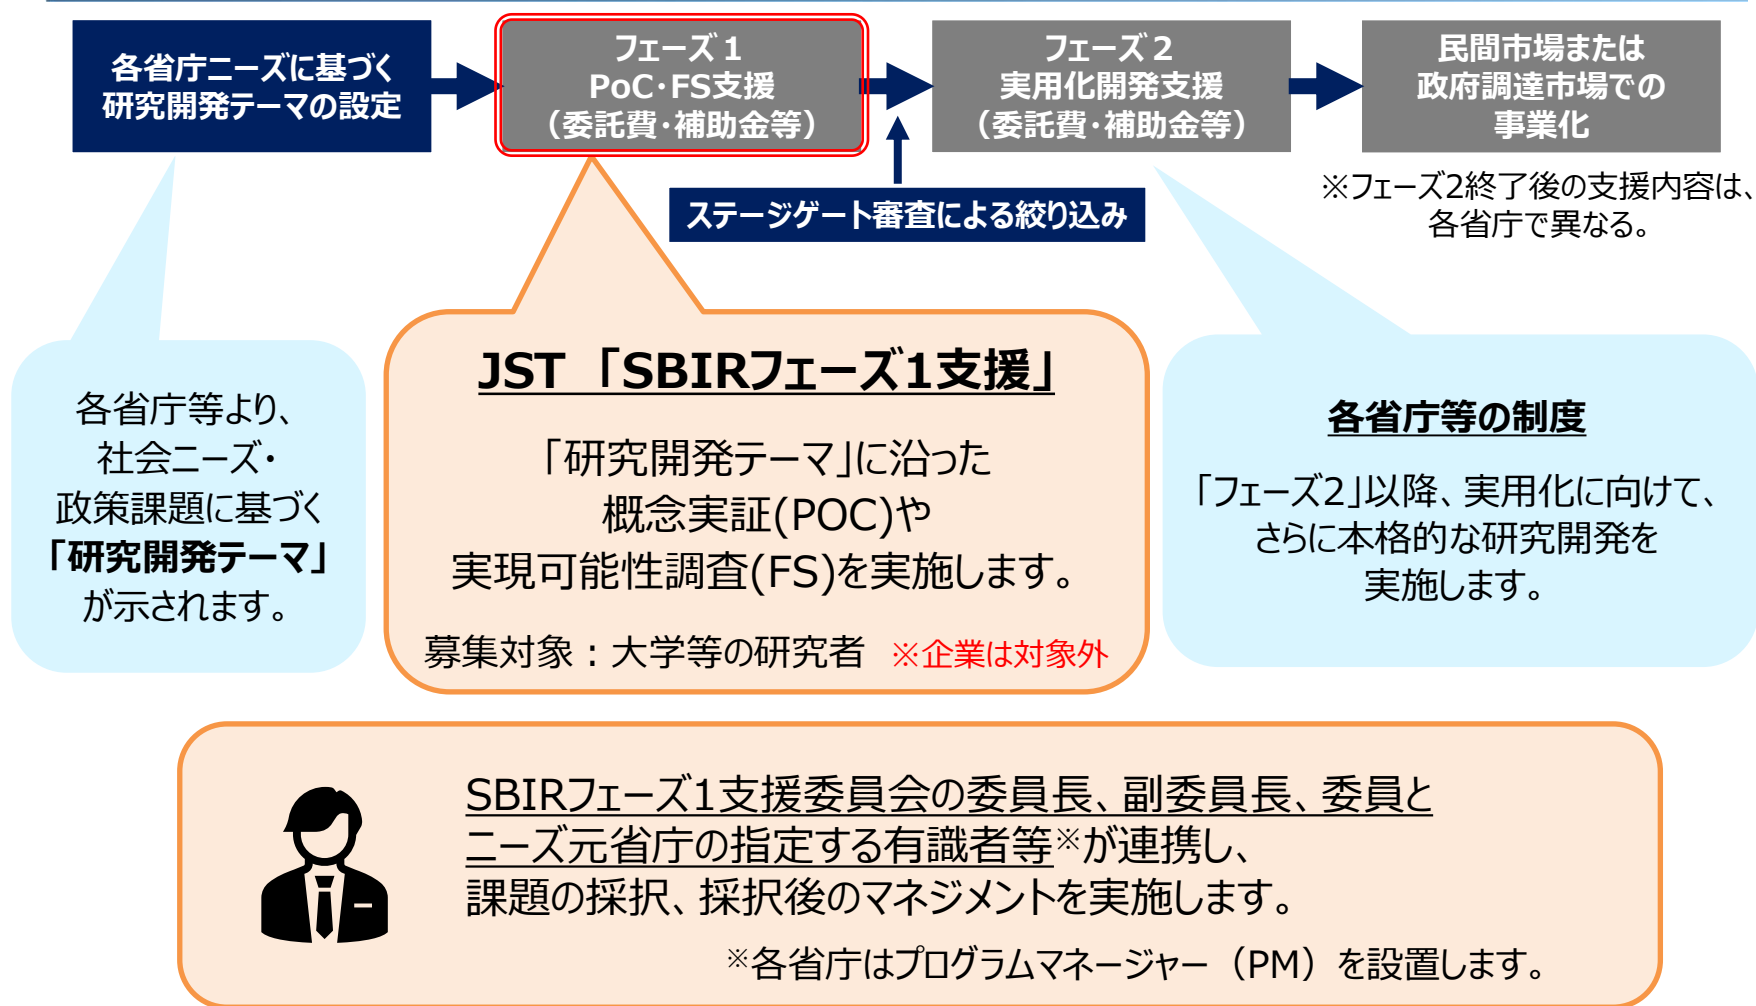 各省庁ニーズに基づく
研究開発テーマの設定
フェーズ1
PoC・FS支援
（委託費・補助金等）
フェーズ2
実用化開発支援
（委託費・補助金等）
民間市場または
政府調達市場での
事業化
ステージゲート審査による絞り込み
※フェーズ2終了後の支援内容は、
各省庁で異なる。
各省庁等より、
社会ニーズ・
政策課題に基づく
「研究開発テーマ」
が示されます。
JST「SBIRフェーズ1支援」
「研究開発テーマ」に沿った
概念実証(POC)や
実現可能性調査(FS)を実施します。
募集対象：大学等の研究者 ※企業は対象外
各省庁等の制度
「フェーズ2」以降、実用化に向けて、
さらに本格的な研究開発を
実施します。
SBIRフェーズ1支援委員会の委員長、副委員長、委員と
ニーズ元省庁の指定する有識者等※が連携し、
課題の採択、採択後のマネジメントを実施します。
※各省庁はプログラムマネージャー（PM）を設置します。